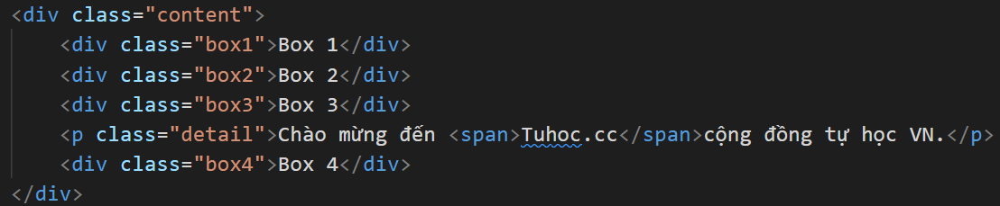 <div class="content">
    <div class="box1">Box 1</div>
    <div class="box2">Box 2</div>
    <div class="box3">Box 3</div>
    <p class="detail">Chào mừng đến <span>Tuhoc.cc</span>cộng đồng tự học VN.</p>
    <div class="box4">Box 4</div>
</div>